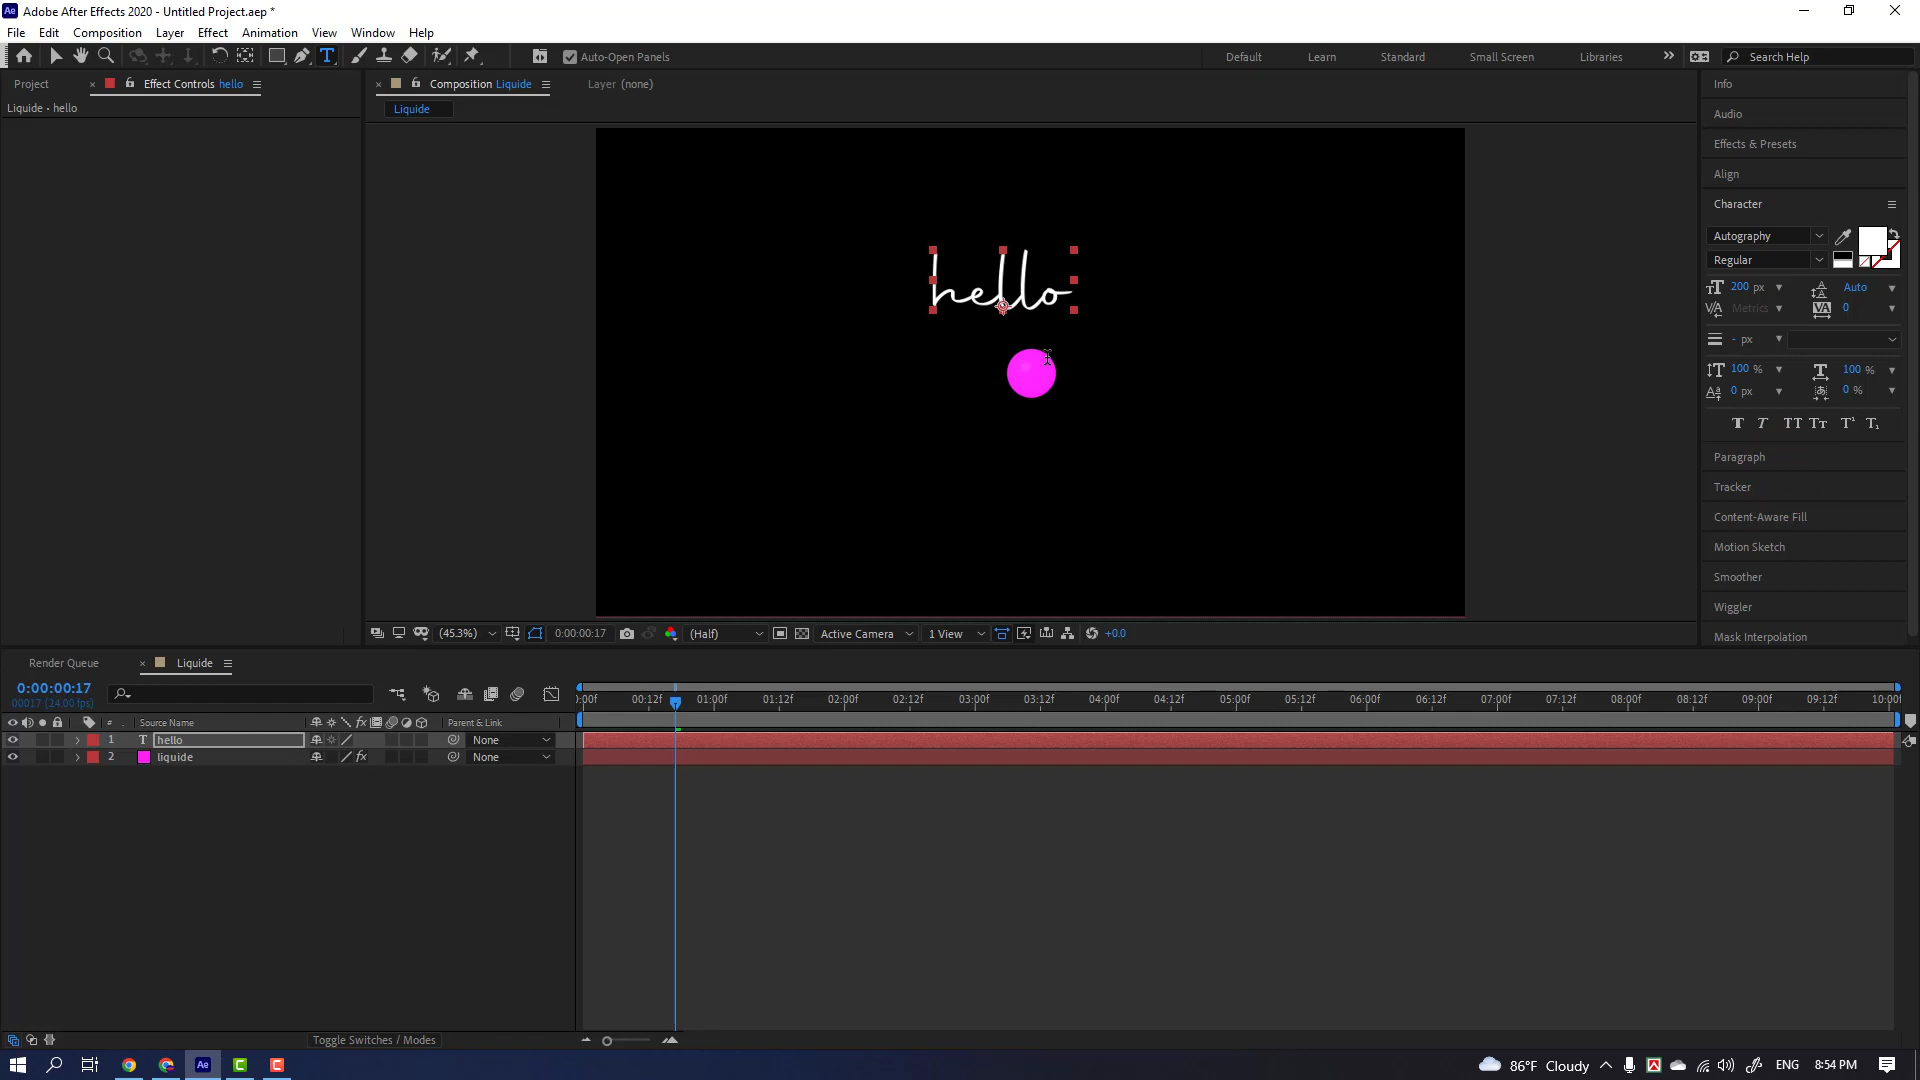 Adobe After Effects 2020 - Untitled Project.aep *
File Edit Composition Layer Effect Animation View Window Help
Auto-Open Panels Default Learn Standard Small Screen Libraries Search Help
Project Effect Controls hello Composition Liquide Layer (none) Info
Liquide • hello Liquide
Audio
Effects & Presets
Align
Character
Autography
Regular
200 px Auto
Metrics 0
- px
100 % 100 %
0 px 0 %
hello
Paragraph
Tracker
Content-Aware Fill
Motion Sketch
Smoother
Wiggler
Mask Interpolation
(45.3%) 0:00:00:17 (Half) Active Camera 1 View +0.0
Render Queue Liquide
0:00:00:17
00017 (24.00 fps)
:00f 00:12f 01:00f 01:12f 02:00f 02:12f 03:00f 03:12f 04:00f 04:12f 05:00f 05:12f 06:00f 06:12f 07:00f 07:12f 08:00f 08:12f 09:00f 09:12f 10:00f
# Source Name Parent & Link
1 T hello None
2 liquide fx None
Toggle Switches / Modes
86°F Cloudy ENG 8:54 PM